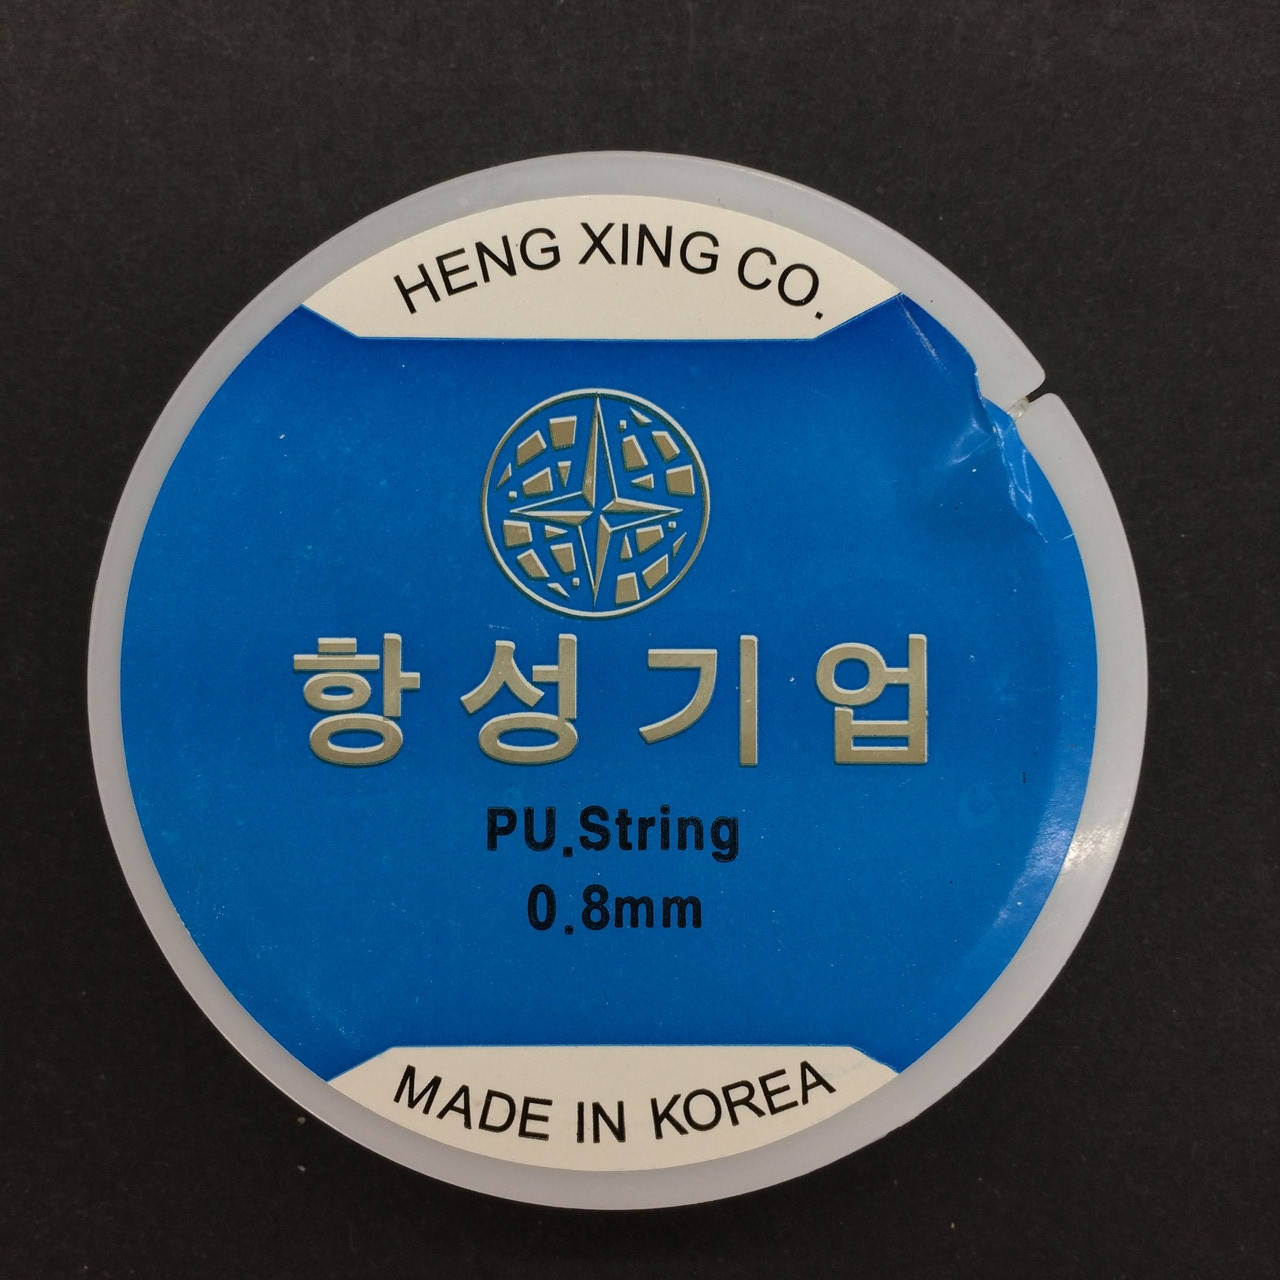 HENG XING CO.
항성기업
PU.String
0.8mm
MADE IN KOREA